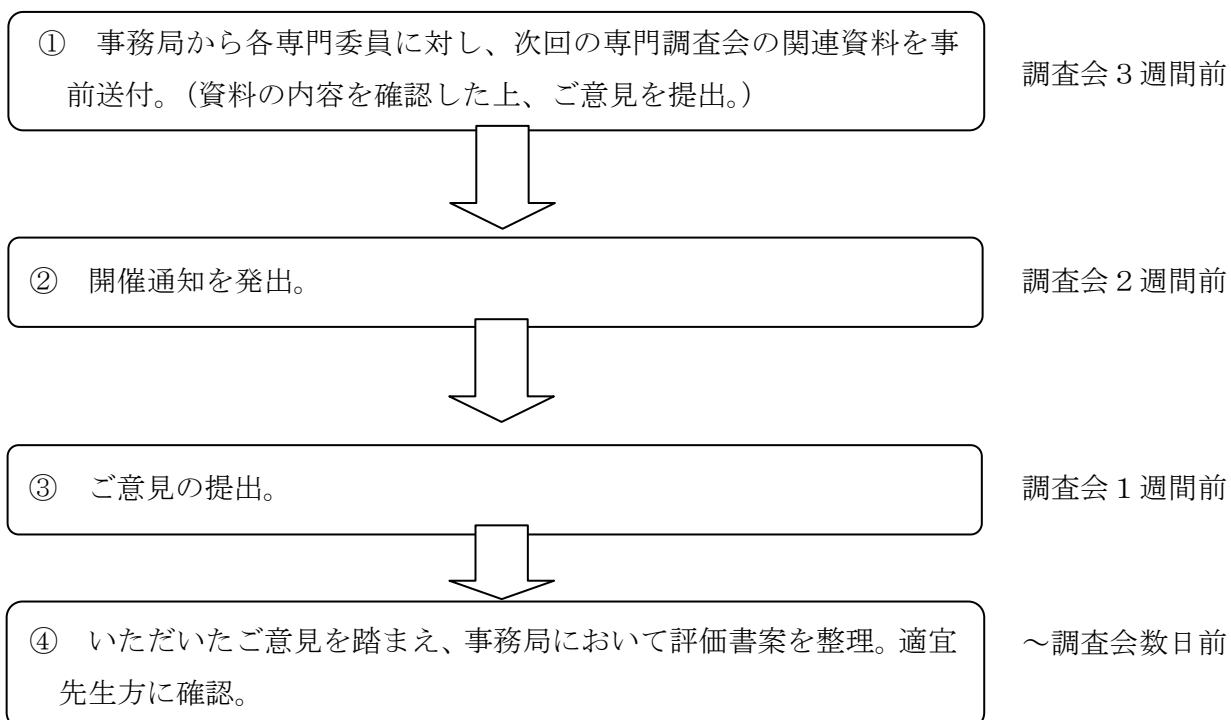 ① 事務局から各専門委員に対し、次回の専門調査会の関連資料を事
前送付。（資料の内容を確認した上、ご意見を提出。）
調査会３週間前
② 開催通知を発出。
調査会２週間前
③ ご意見の提出。
調査会１週間前
④ いただいたご意見を踏まえ、事務局において評価書案を整理。適宜
先生方に確認。
～調査会数日前